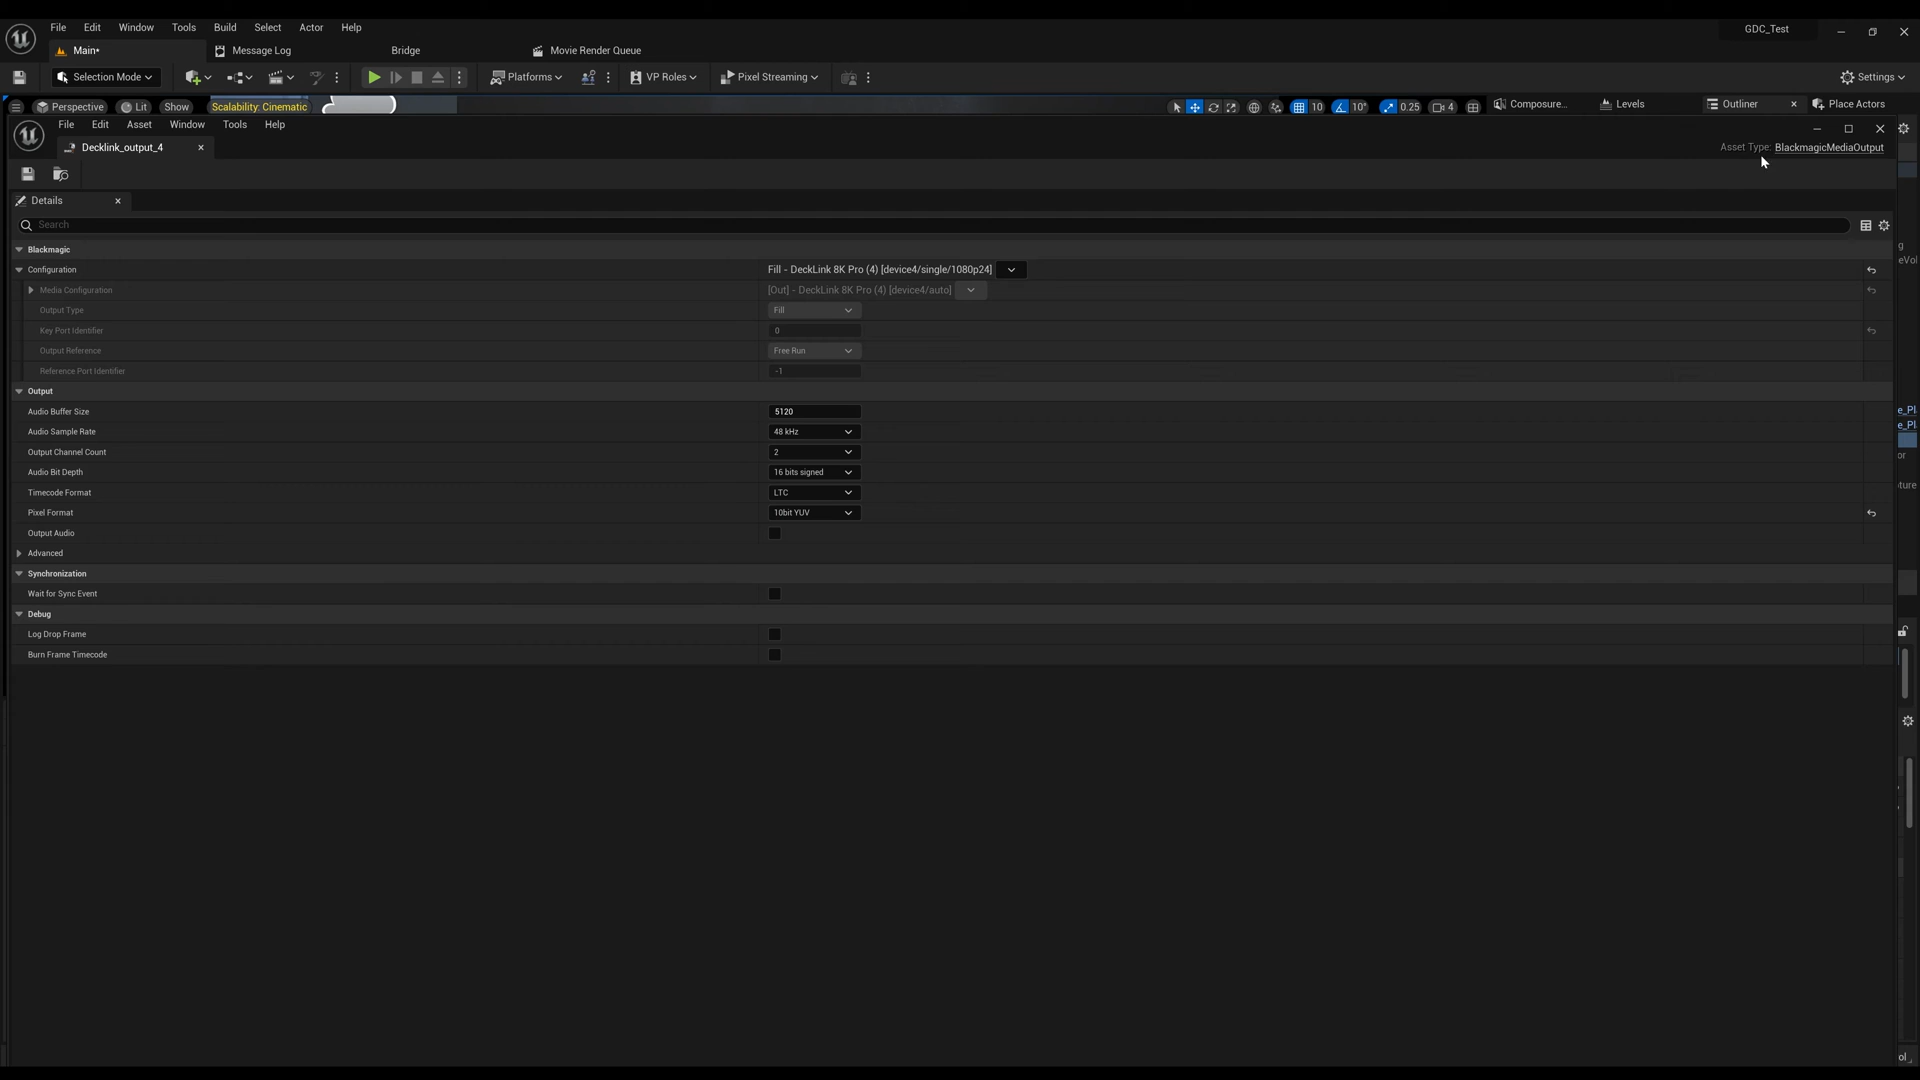 File Edit Window Tools Build Select Actor Help
GDC_Test
Main*
Message Log
Bridge
Movie Render Queue
Selection Mode
Platforms
VP Roles
Pixel Streaming
Settings
Perspective Lit Show Scalability: Cinematic
10 10° 0.25 4
Composure...
Levels
Outliner
Place Actors
File Edit Asset Window Tools Help
Decklink_output_4
Asset Type: BlackmagicMediaOutput
Details
Search
Blackmagic
Configuration Fill - DeckLink 8K Pro (4) [device4/single/1080p24]
Media Configuration [Out] - DeckLink 8K Pro (4) [device4/auto]
Output Type Fill
Key Port Identifier 0
Output Reference Free Run
Reference Port Identifier -1
Output
Audio Buffer Size 5120
Audio Sample Rate 48 kHz
Output Channel Count 2
Audio Bit Depth 16 bits signed
Timecode Format LTC
Pixel Format 10bit YUV
Output Audio
Advanced
Synchronization
Wait for Sync Event
Debug
Log Drop Frame
Burn Frame Timecode
g
eVol
e_Pl
e_Pl
or
ture